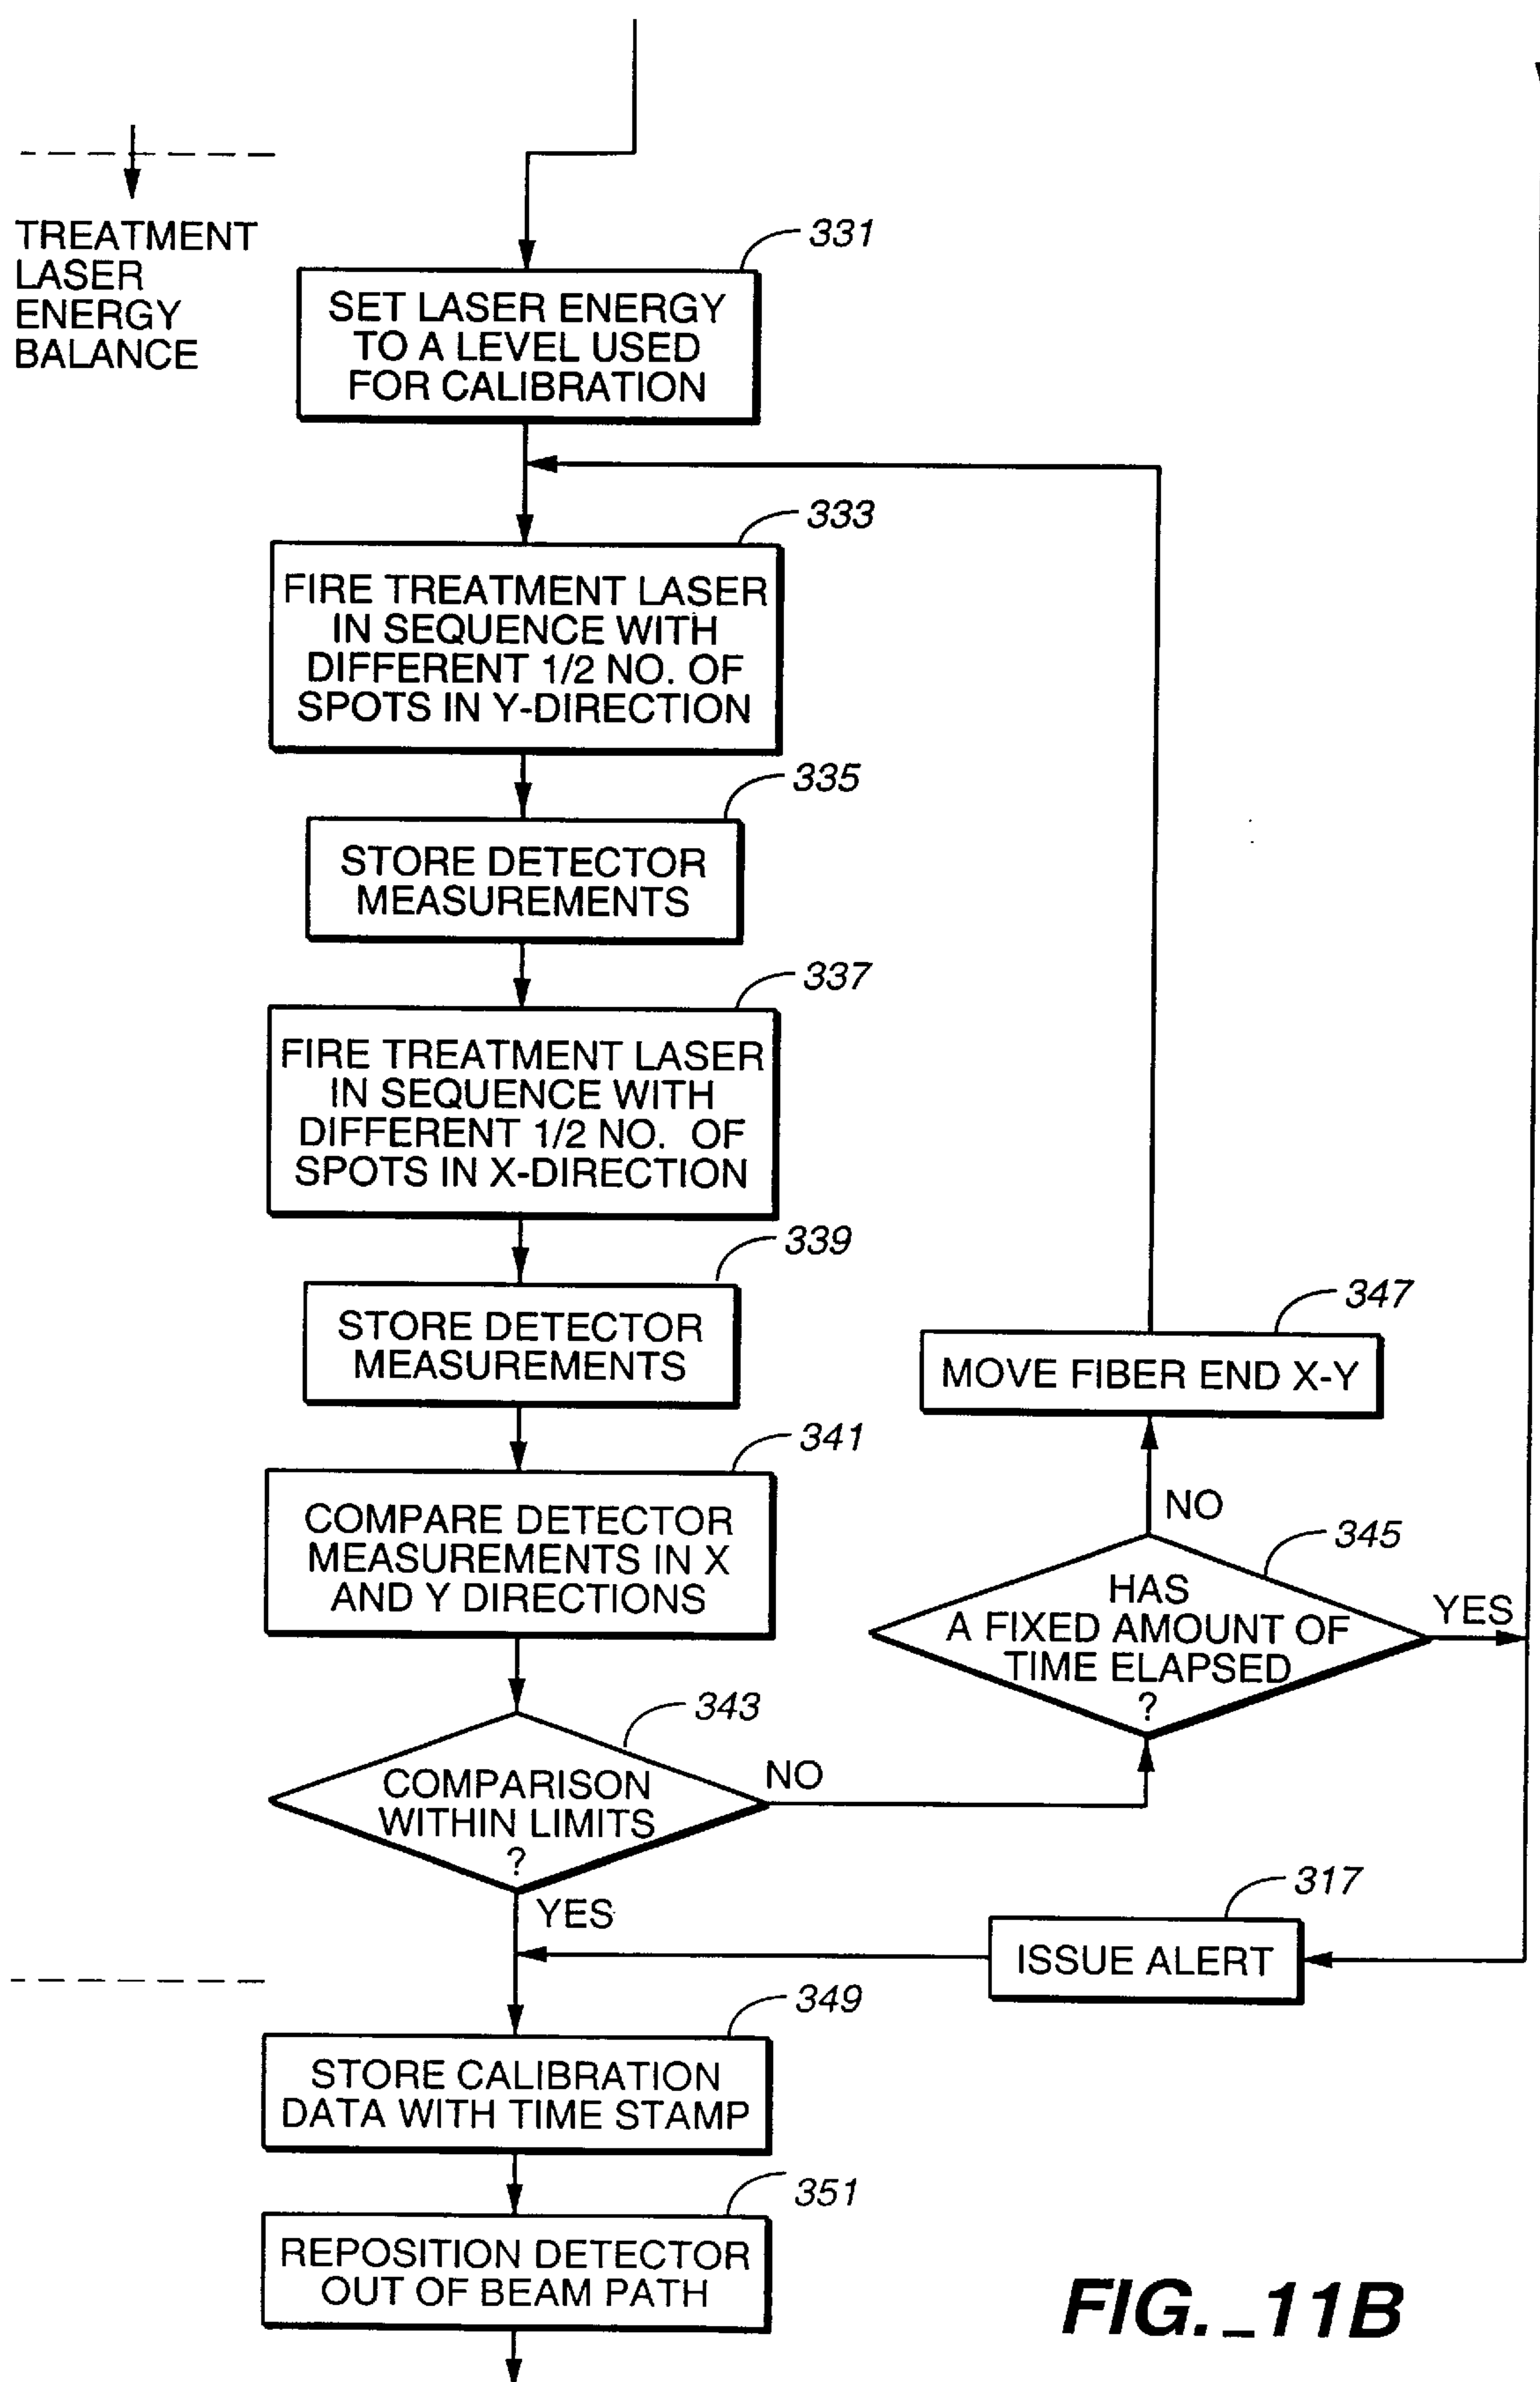 TREATMENT
LASER
ENERGY
BALANCE
331
SET LASER ENERGY
TO A LEVEL USED
FOR CALIBRATION
333
FIRE TREATMENT LASER
IN SEQUENCE WITH
DIFFERENT 1/2 NO. OF
SPOTS IN Y-DIRECTION
335
STORE DETECTOR
MEASUREMENTS
337
FIRE TREATMENT LASER
IN SEQUENCE WITH
DIFFERENT 1/2 NO. OF
SPOTS IN X-DIRECTION
339
STORE DETECTOR
MEASUREMENTS
347
MOVE FIBER END X-Y
341
COMPARE DETECTOR
MEASUREMENTS IN X
AND Y DIRECTIONS
NO
345
HAS
A FIXED AMOUNT OF
TIME ELAPSED
?
YES
343
COMPARISON
WITHIN LIMITS
?
NO
YES
317
ISSUE ALERT
349
STORE CALIBRATION
DATA WITH TIME STAMP
351
REPOSITION DETECTOR
OUT OF BEAM PATH
FIG._11B